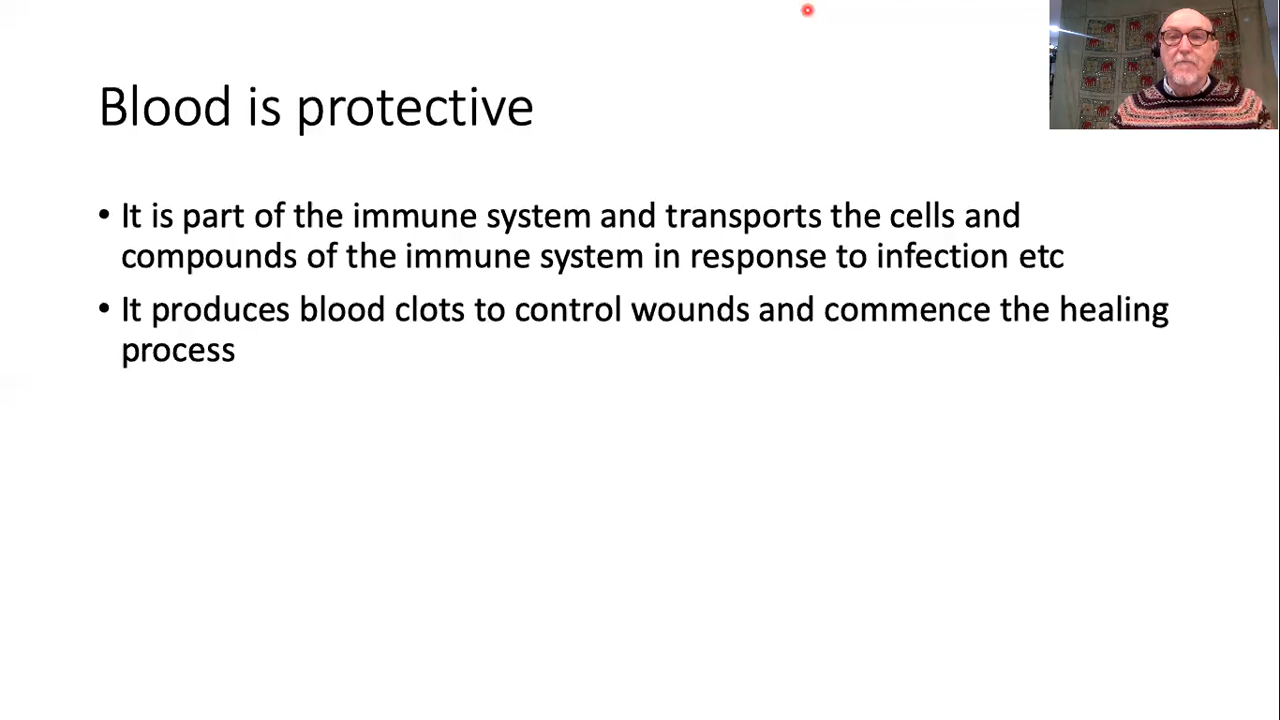 Blood is protective
• It is part of the immune system and transports the cells and
compounds of the immune system in response to infection etc
• It produces blood clots to control wounds and commence the healing
process